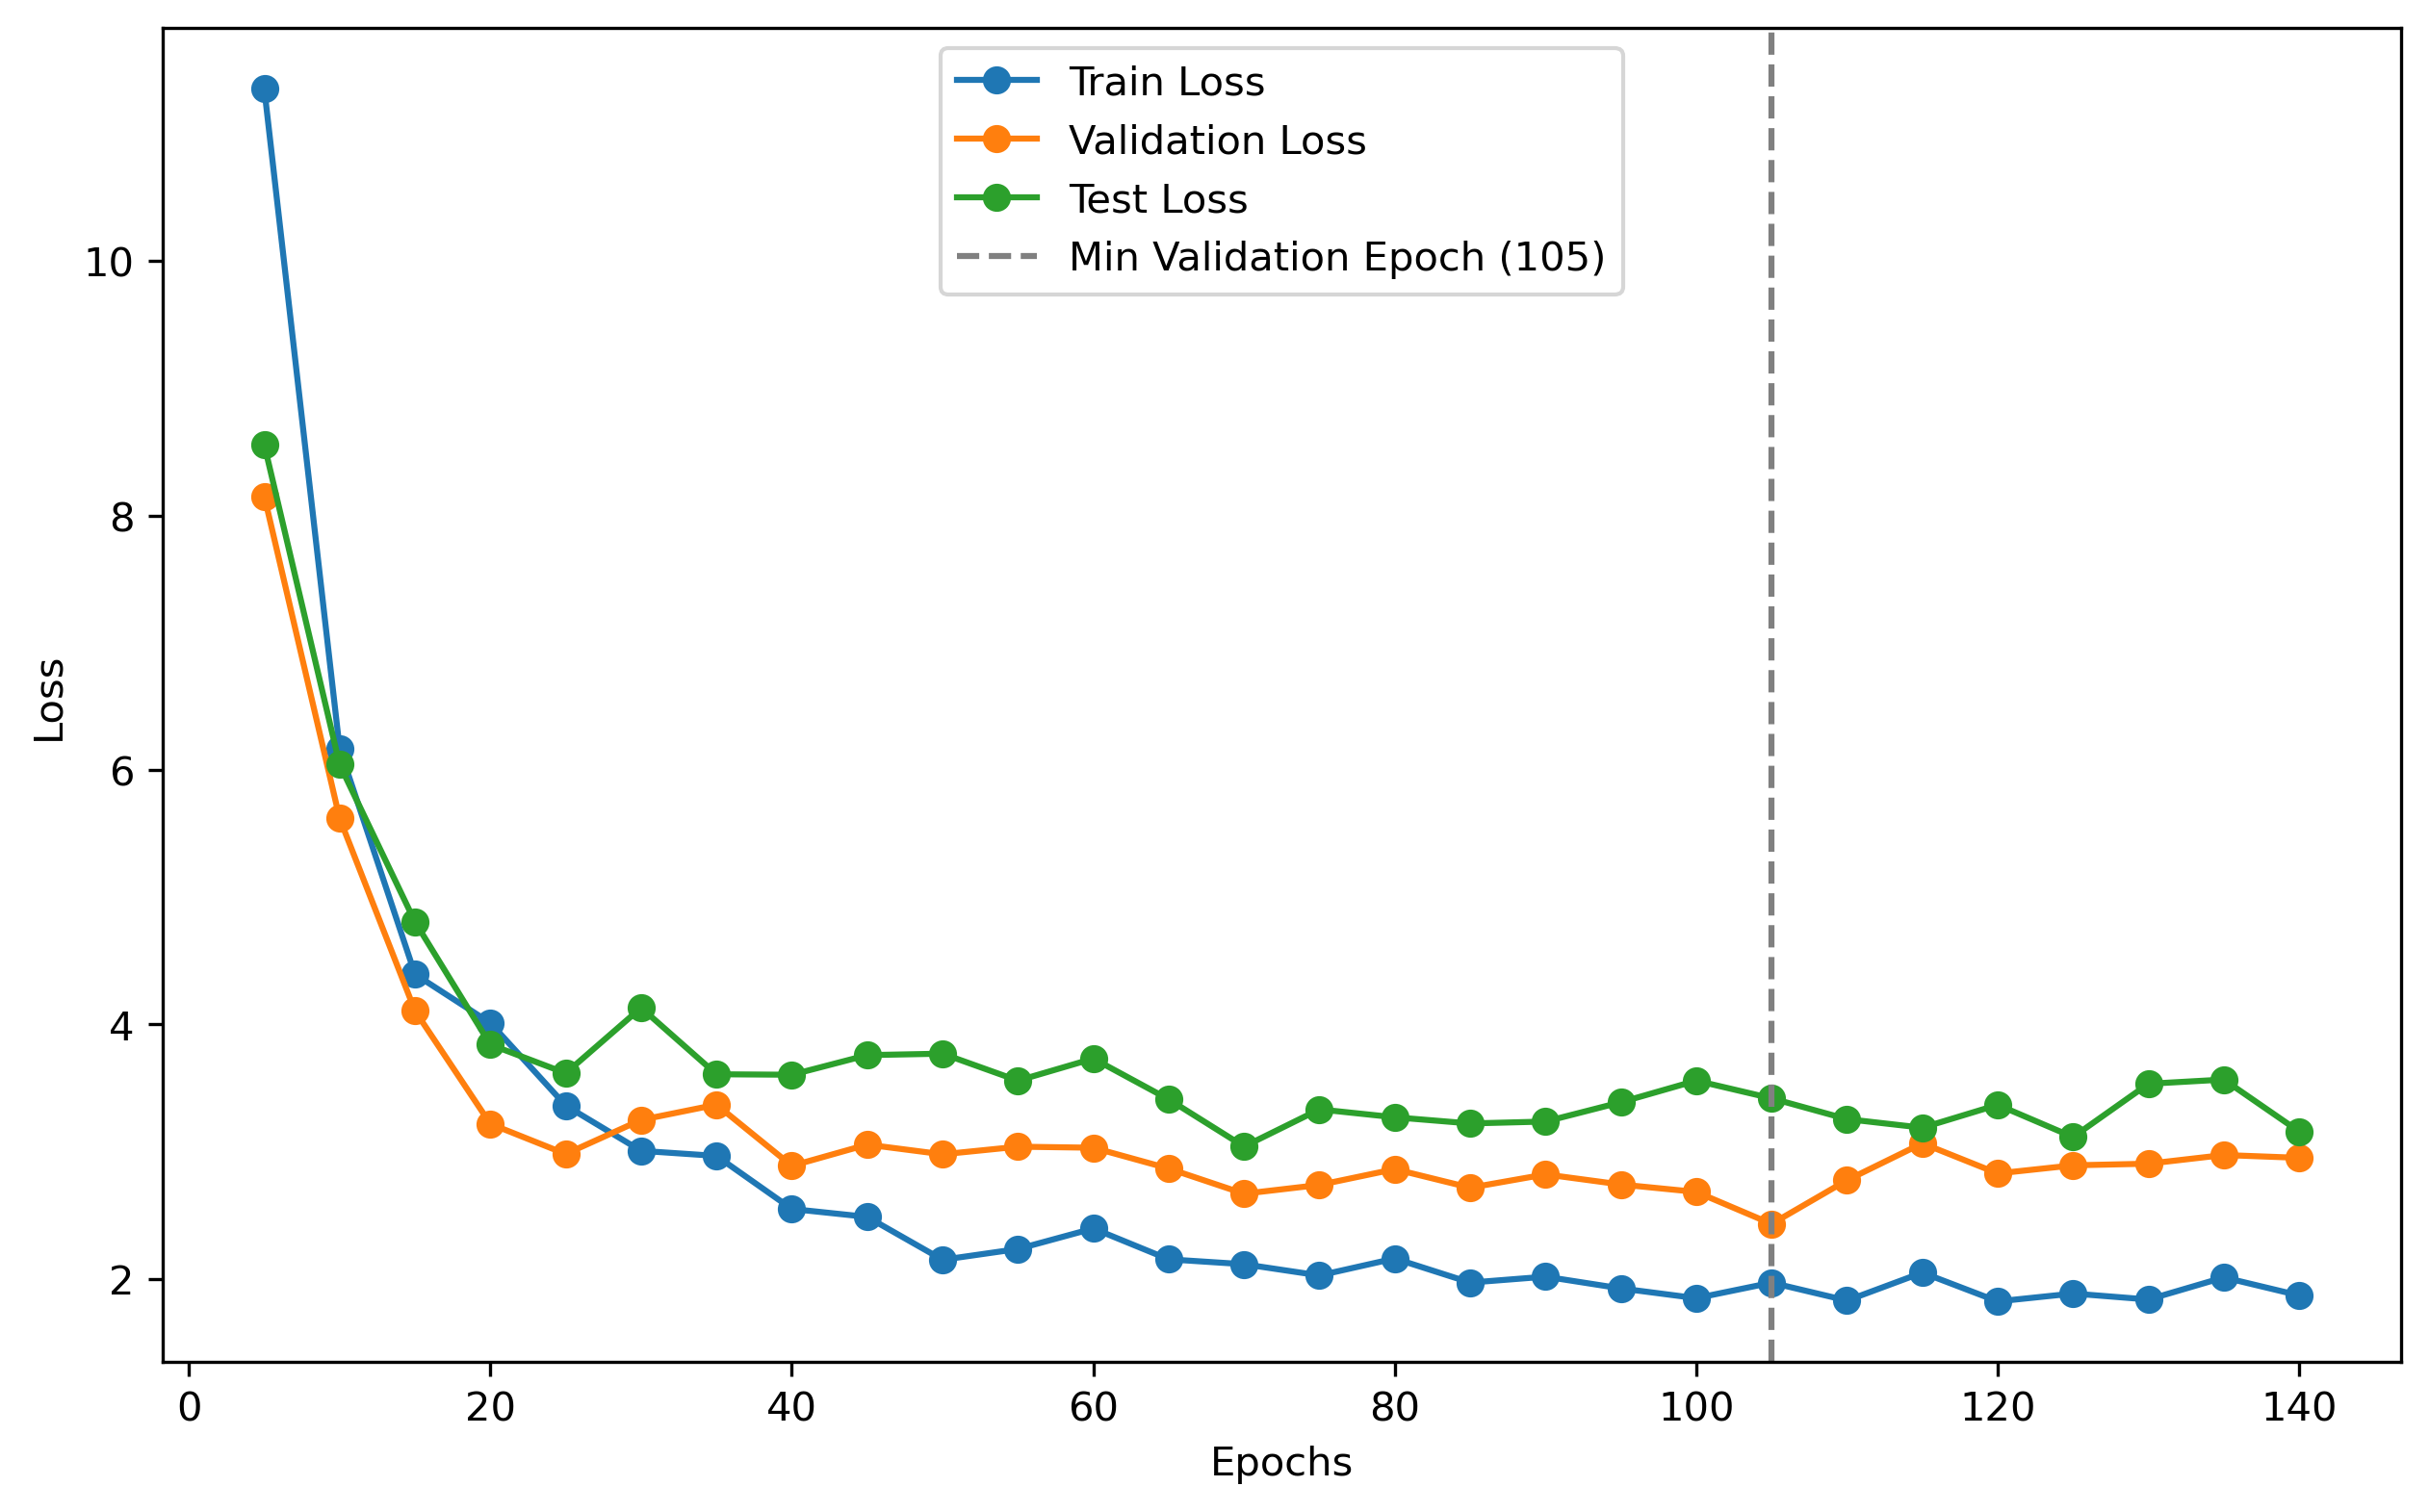 Train Loss
Validation Loss
Test Loss
Min Validation Epoch (105)
10
8
6
4
2
Loss
0 20 40 60 80 100 120 140
Epochs